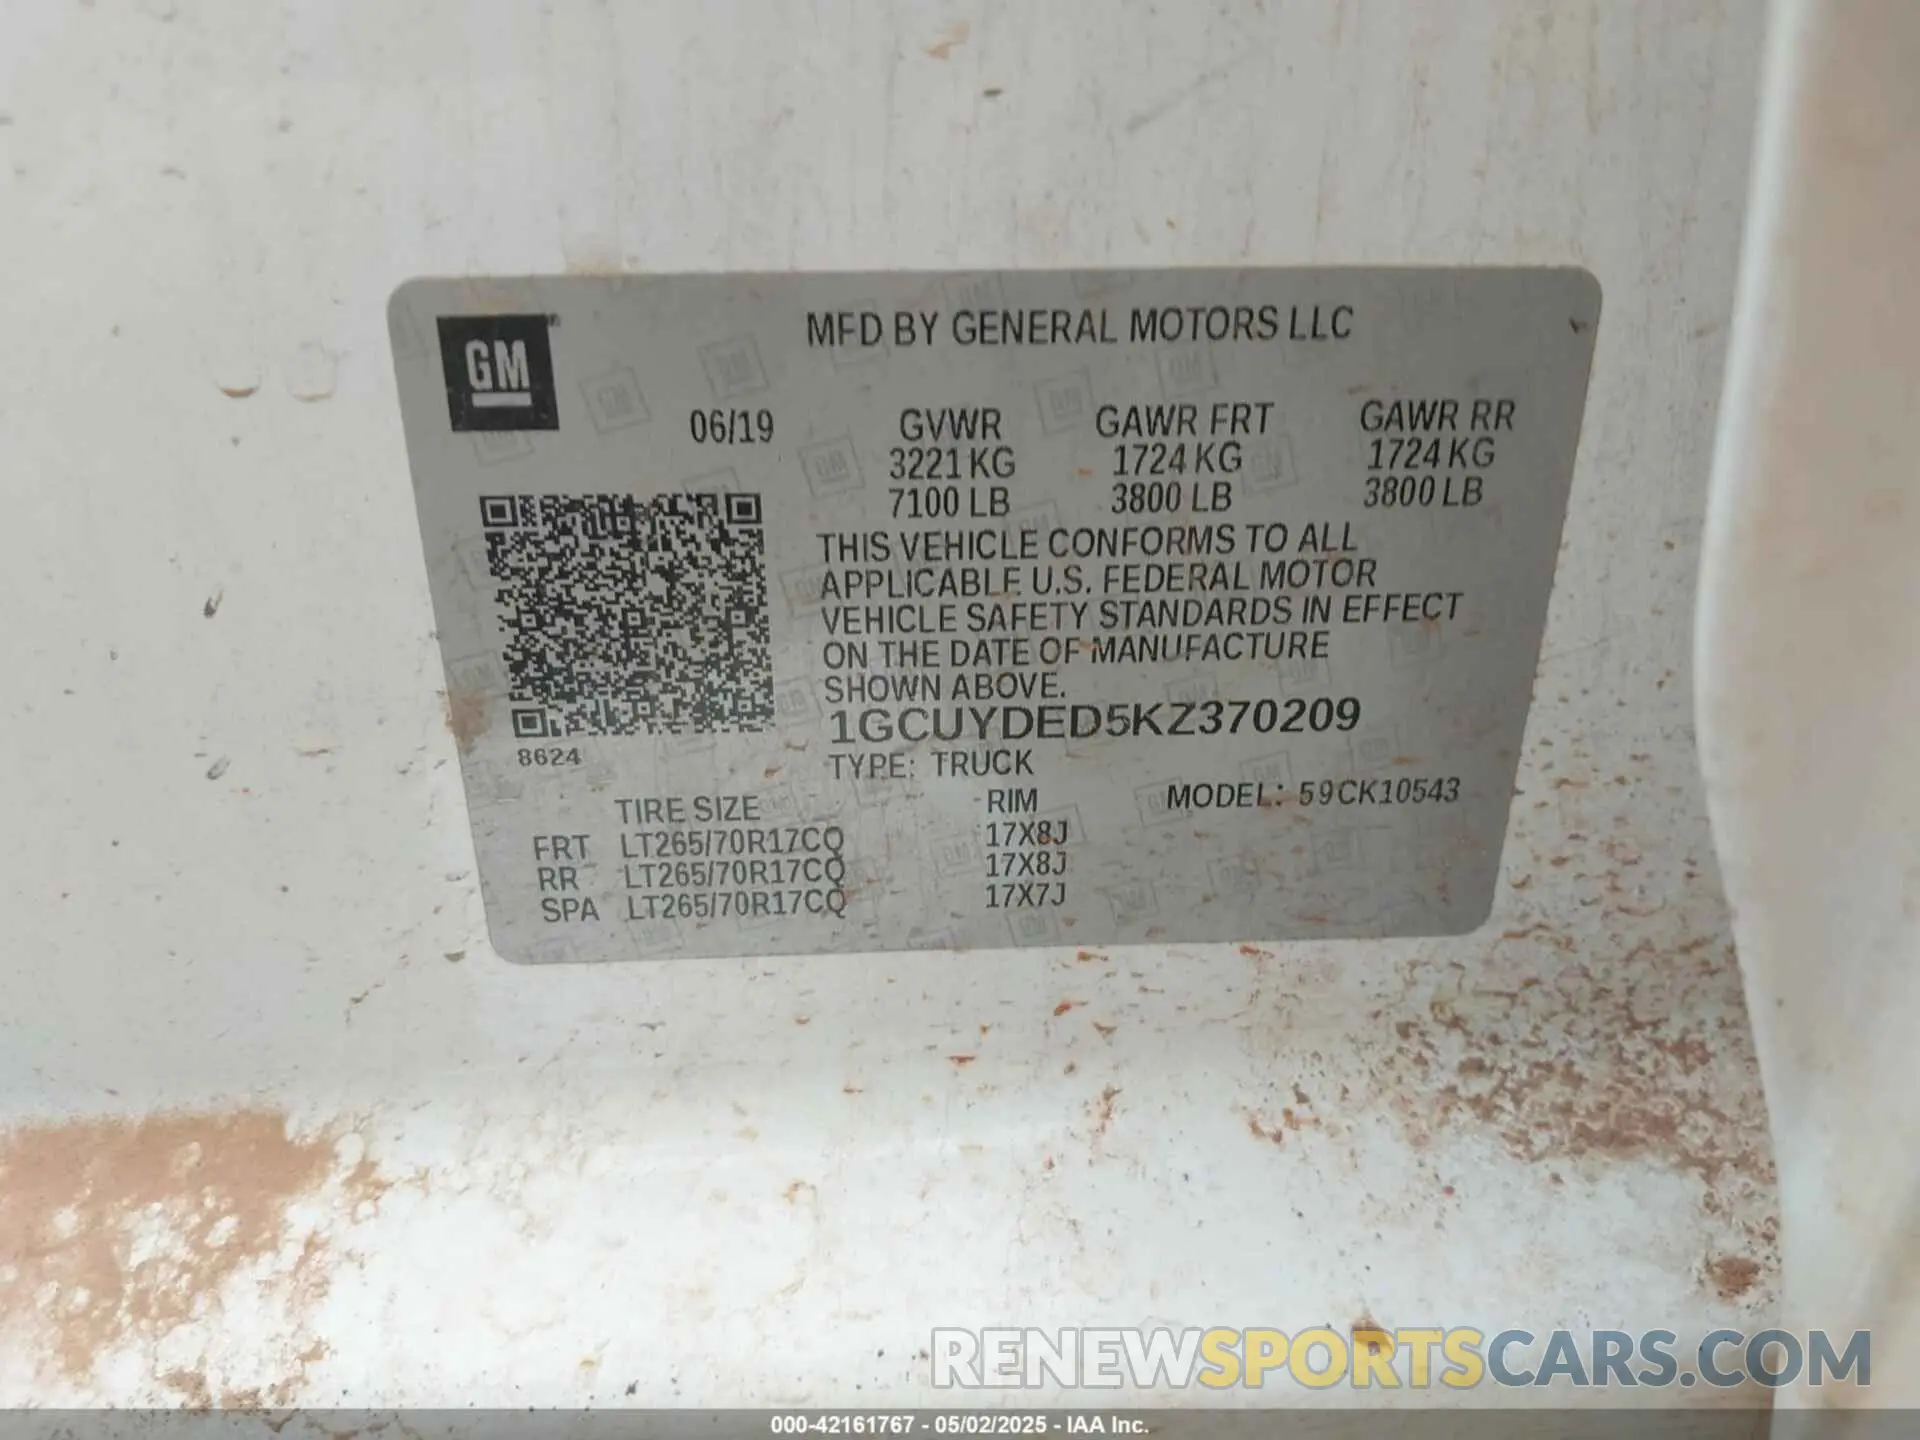 GM
MFD BY GENERAL MOTORS LLC
06/19 GVWR GAWR FRT GAWR RR
3221 KG 1724 KG 1724 KG
7100 LB 3800 LB 3800 LB
THIS VEHICLE CONFORMS TO ALL
APPLICABLE U.S. FEDERAL MOTOR
VEHICLE SAFETY STANDARDS IN EFFECT
ON THE DATE OF MANUFACTURE
SHOWN ABOVE.
1GCUYDED5KZ370209
8624
TYPE: TRUCK
TIRE SIZE RIM MODEL: 59CK10543
FRT LT265/70R17CQ 17X8J
RR LT265/70R17CQ 17X8J
SPA LT265/70R17CQ 17X7J
RENEWSPORTSCARS.COM
000-42161767 - 05/02/2025 - IAA Inc.